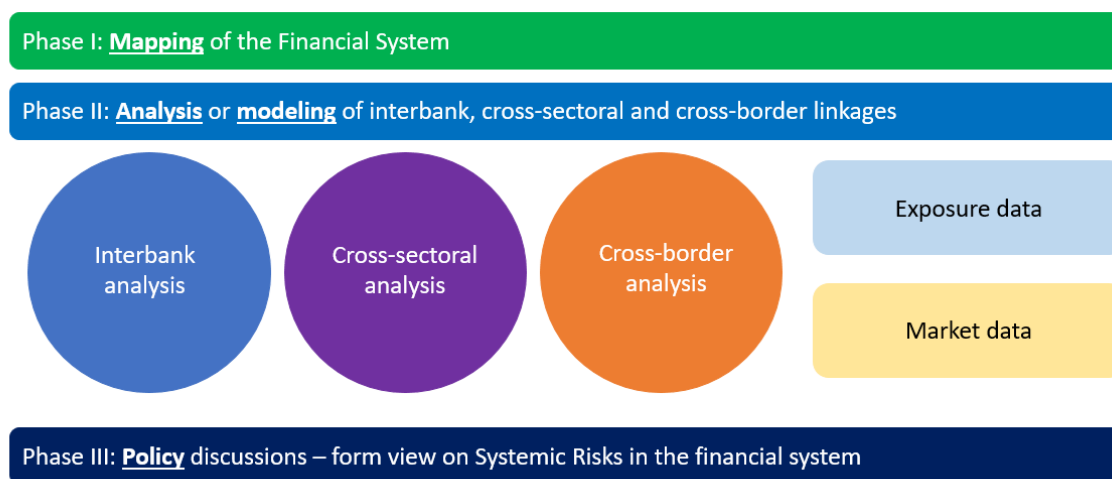 Phase I: Mapping of the Financial System
Phase II: Analysis or modeling of interbank, cross-sectoral and cross-border linkages
Interbank
analysis
Cross-sectoral
analysis
Cross-border
analysis
Exposure data
Market data
Phase III: Policy discussions – form view on Systemic Risks in the financial system